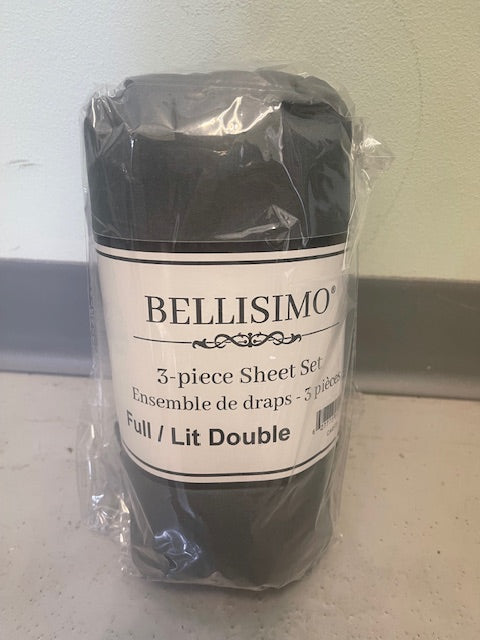 BELLISIMO®
3-piece Sheet Set
Ensemble de draps - 3 pièces
Full / Lit Double